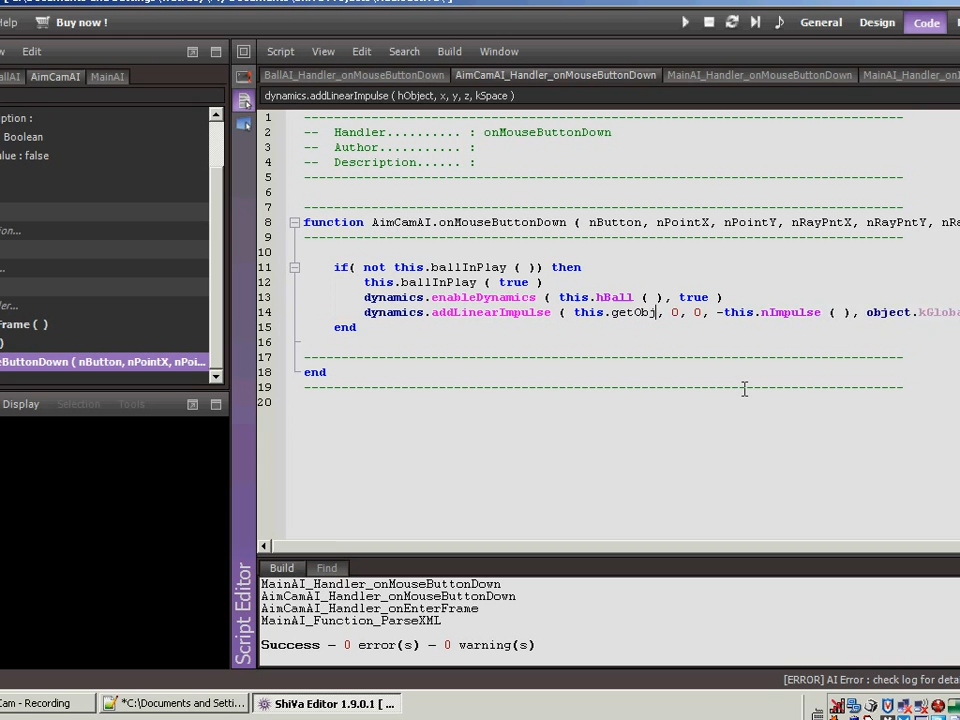 Help
Buy now !
General
Design
Code
Edit
Script
View
Edit
Search
Build
Window
AimCamAI
MainAI
BallAI_Handler_onMouseButtonDown
AimCamAI_Handler_onMouseButtonDown
MainAI_Handler_onMouseButtonDown
dynamics.addLinearImpulse ( hObject, x, y, z, kSpace )
ption :
Boolean
alue : false
1 --------------------------------------------------------------------------------
2 -- Handler.......... : onMouseButtonDown
3 -- Author........... :
4 -- Description...... :
5 --------------------------------------------------------------------------------
6
7 --------------------------------------------------------------------------------
8 function AimCamAI.onMouseButtonDown ( nButton, nPointX, nPointY, nRayPntX, nRayPntY, nRa
9 --------------------------------------------------------------------------------
10
11 if( not this.ballInPlay ( )) then
12 this.ballInPlay ( true )
13 dynamics.enableDynamics ( this.hBall ( ), true )
14 dynamics.addLinearImpulse ( this.getObj, 0, 0, -this.nImpulse ( ), object.kGloba
15 end
16
17 --------------------------------------------------------------------------------
18 end
19 --------------------------------------------------------------------------------
20
on...
...
ler...
Frame ( )
)
eButtonDown ( nButton, nPointX, nPoi...
Display
Selection
Tools
Script Editor
Build
Find
MainAI_Handler_onMouseButtonDown
AimCamAI_Handler_onMouseButtonDown
AimCamAI_Handler_onEnterFrame
MainAI_Function_ParseXML
Success - 0 error(s) - 0 warning(s)
[ERROR] AI Error : check log for deta
Cam - Recording
*C:\Documents and Setti...
ShiVa Editor 1.9.0.1 [ ...